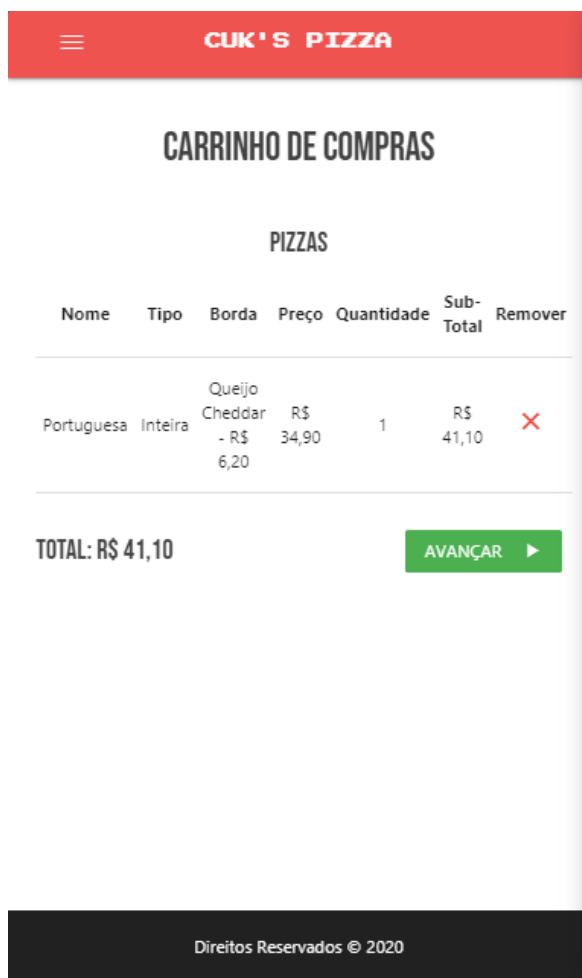 CUK'S PIZZA
CARRINHO DE COMPRAS
PIZZAS
Nome Tipo Borda Preço Quantidade Sub-Total Remover
Portuguesa Inteira Queijo Cheddar - R$ 6,20 R$ 34,90 1 R$ 41,10
TOTAL: R$ 41,10 AVANÇAR
Direitos Reservados © 2020